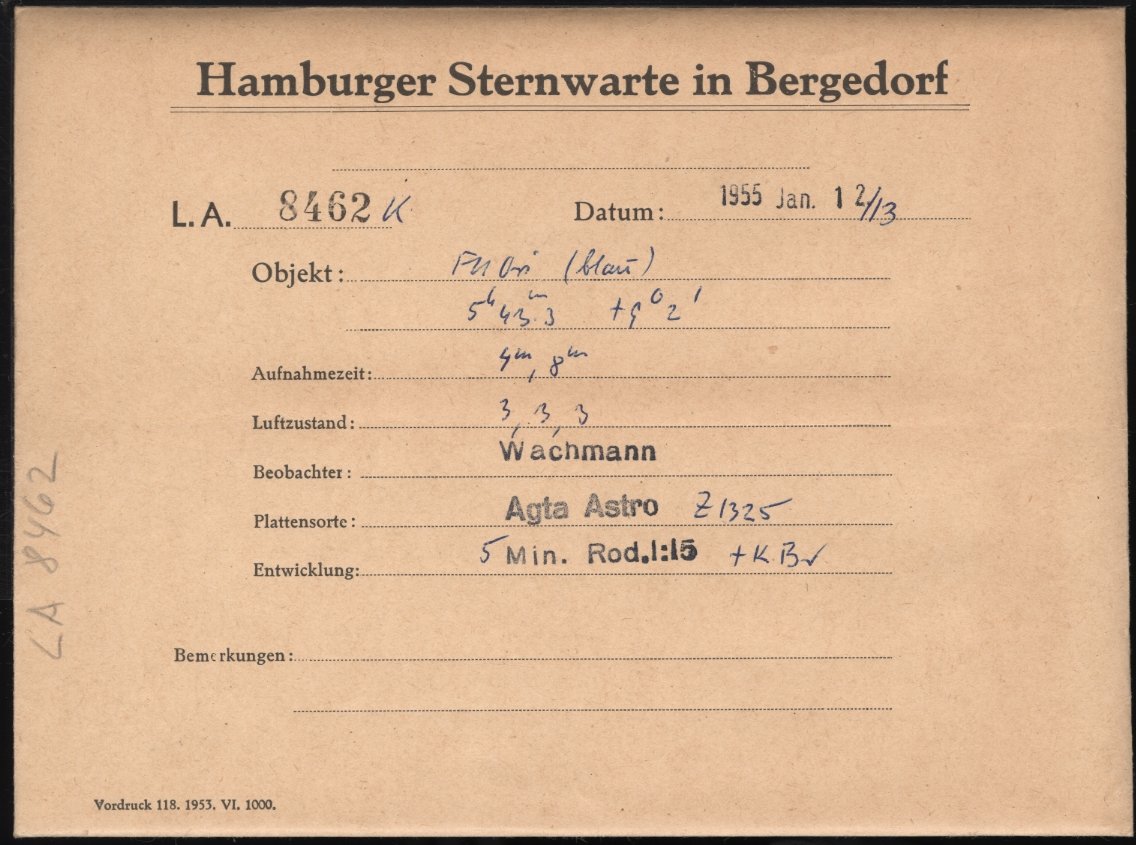 Hamburger Sternwarte in Bergedorf
L.A. 8462 K Datum: 1955 Jan. 12/13
Objekt: FU Ori (blau)
5ʰ 43ᵐ.3 +9° 2'
Aufnahmezeit: 4ᵐ, 8ᵐ
Luftzustand: 3, 3, 3
Beobachter: Wachmann
Plattensorte: Agfa Astro Z1325
Entwicklung: 5 Min. Rod.1:15 + K Br
Bemerkungen:
Vordruck 118. 1953. VI. 1000.
LA 8462